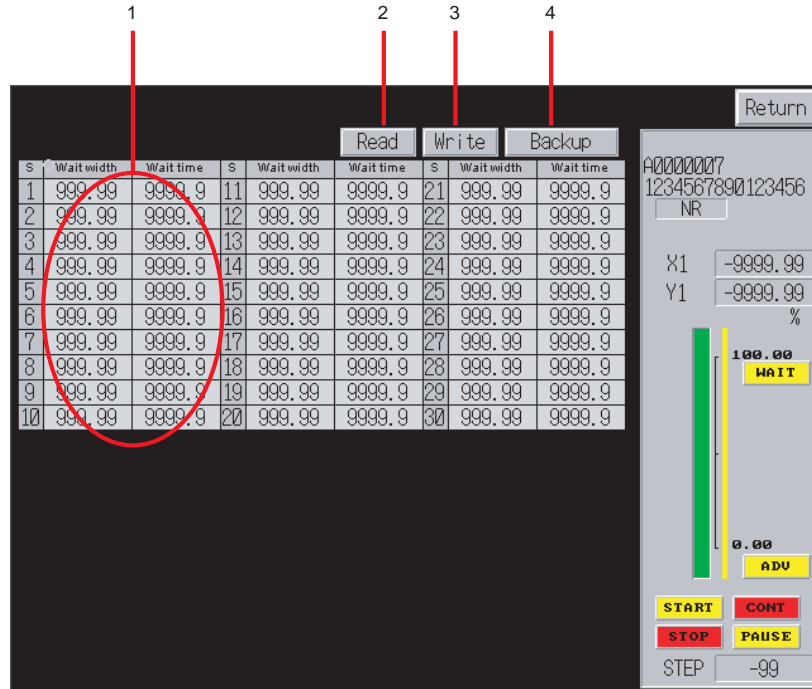 1 2 3 4
Return
Read Write Backup
S Wait width Wait time S Wait width Wait time S Wait width Wait time
1 999.99 9999.9 11 999.99 9999.9 21 999.99 9999.9
2 999.99 9999.9 12 999.99 9999.9 22 999.99 9999.9
3 999.99 9999.9 13 999.99 9999.9 23 999.99 9999.9
4 999.99 9999.9 14 999.99 9999.9 24 999.99 9999.9
5 999.99 9999.9 15 999.99 9999.9 25 999.99 9999.9
6 999.99 9999.9 16 999.99 9999.9 26 999.99 9999.9
7 999.99 9999.9 17 999.99 9999.9 27 999.99 9999.9
8 999.99 9999.9 18 999.99 9999.9 28 999.99 9999.9
9 999.99 9999.9 19 999.99 9999.9 29 999.99 9999.9
10 999.99 9999.9 20 999.99 9999.9 30 999.99 9999.9
A0000007
1234567890123456
NR
X1 -9999.99
Y1 -9999.99
%
100.00
WAIT
0.00
ADV
START CONT
STOP PAUSE
STEP -99